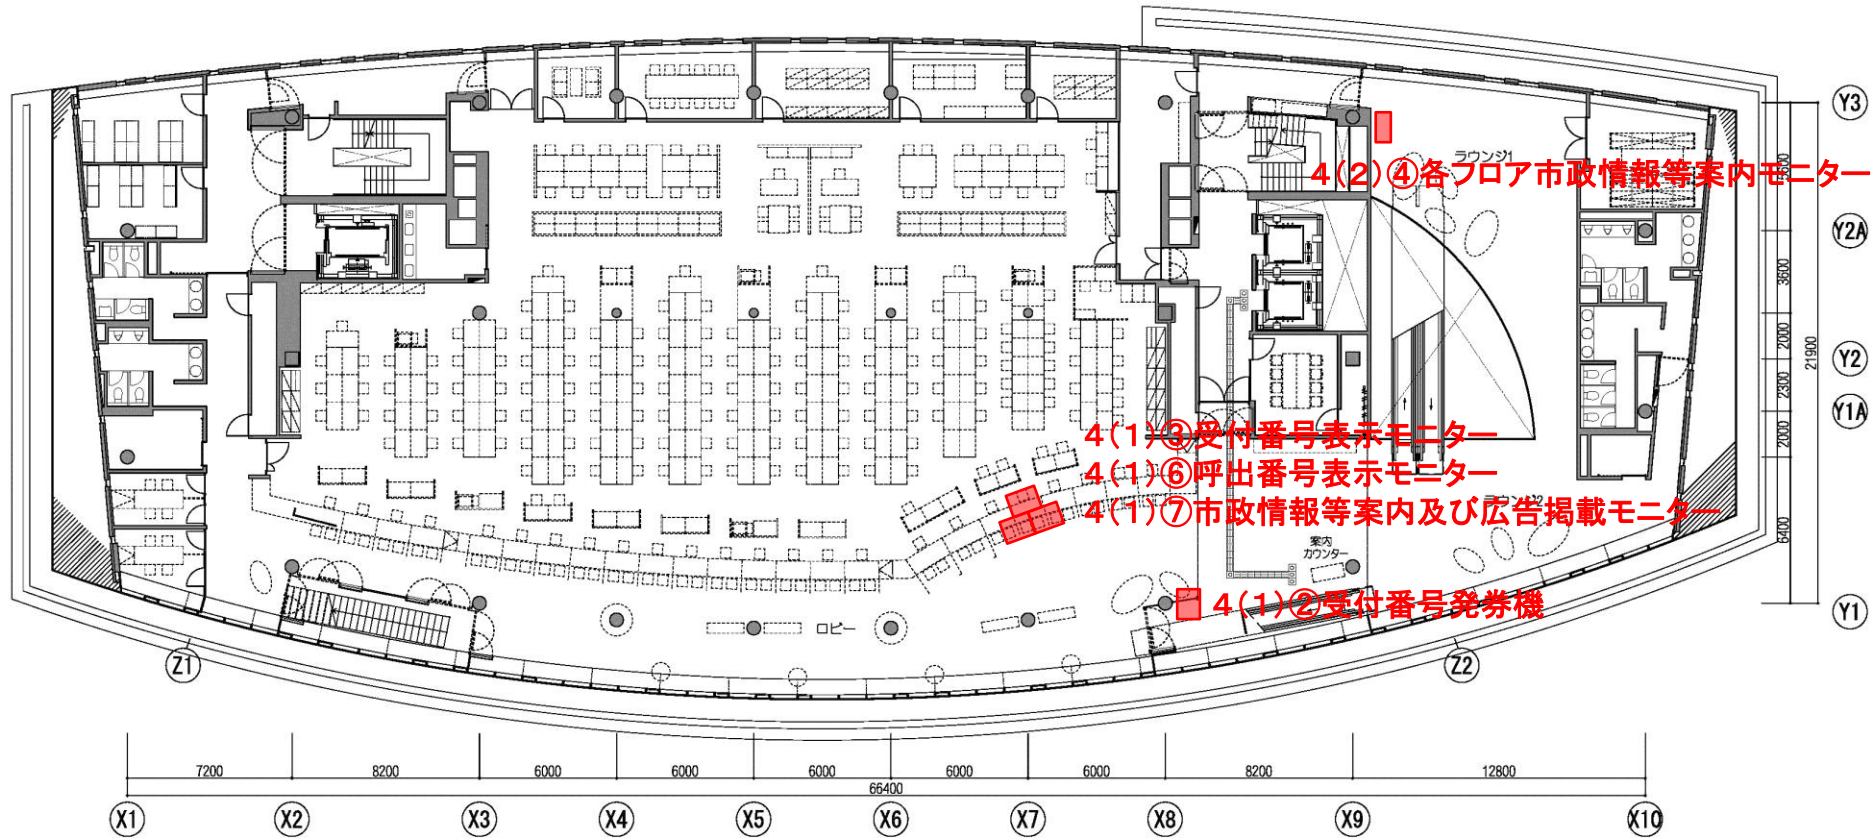 Y3
ラウンジ1
4(2)④各フロア市政情報等案内モニター
Y2A
3600
2000
21900
Y2
2300
Y1A
2000
4(1)③受付番号表示モニター
4(1)⑥呼出番号表示モニター
4(1)⑦市政情報等案内及び広告掲載モニター
6400
案内
カウンター
4(1)②受付番号発券機
Y1
ロビー
Z1
Z2
7200
8200
6000
6000
6000
6000
6000
8200
12800
66400
X1
X2
X3
X4
X5
X6
X7
X8
X9
X10